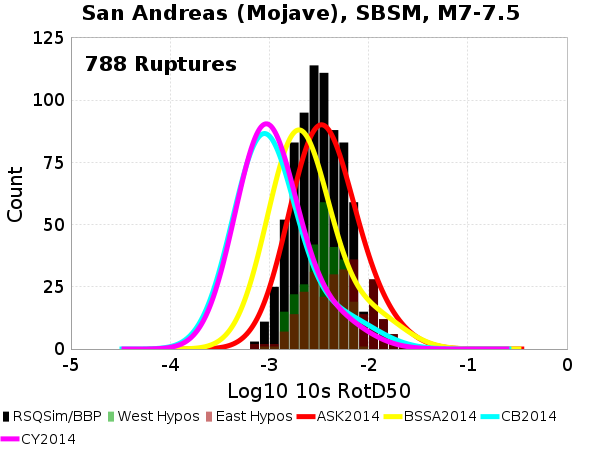 San Andreas (Mojave), SBSM, M7-7.5
788 Ruptures
125
100
75
50
25
0
Count
-5 -4 -3 -2 -1 0
Log10 10s RotD50
RSQSim/BBP West Hypos East Hypos ASK2014 BSSA2014 CB2014
CY2014